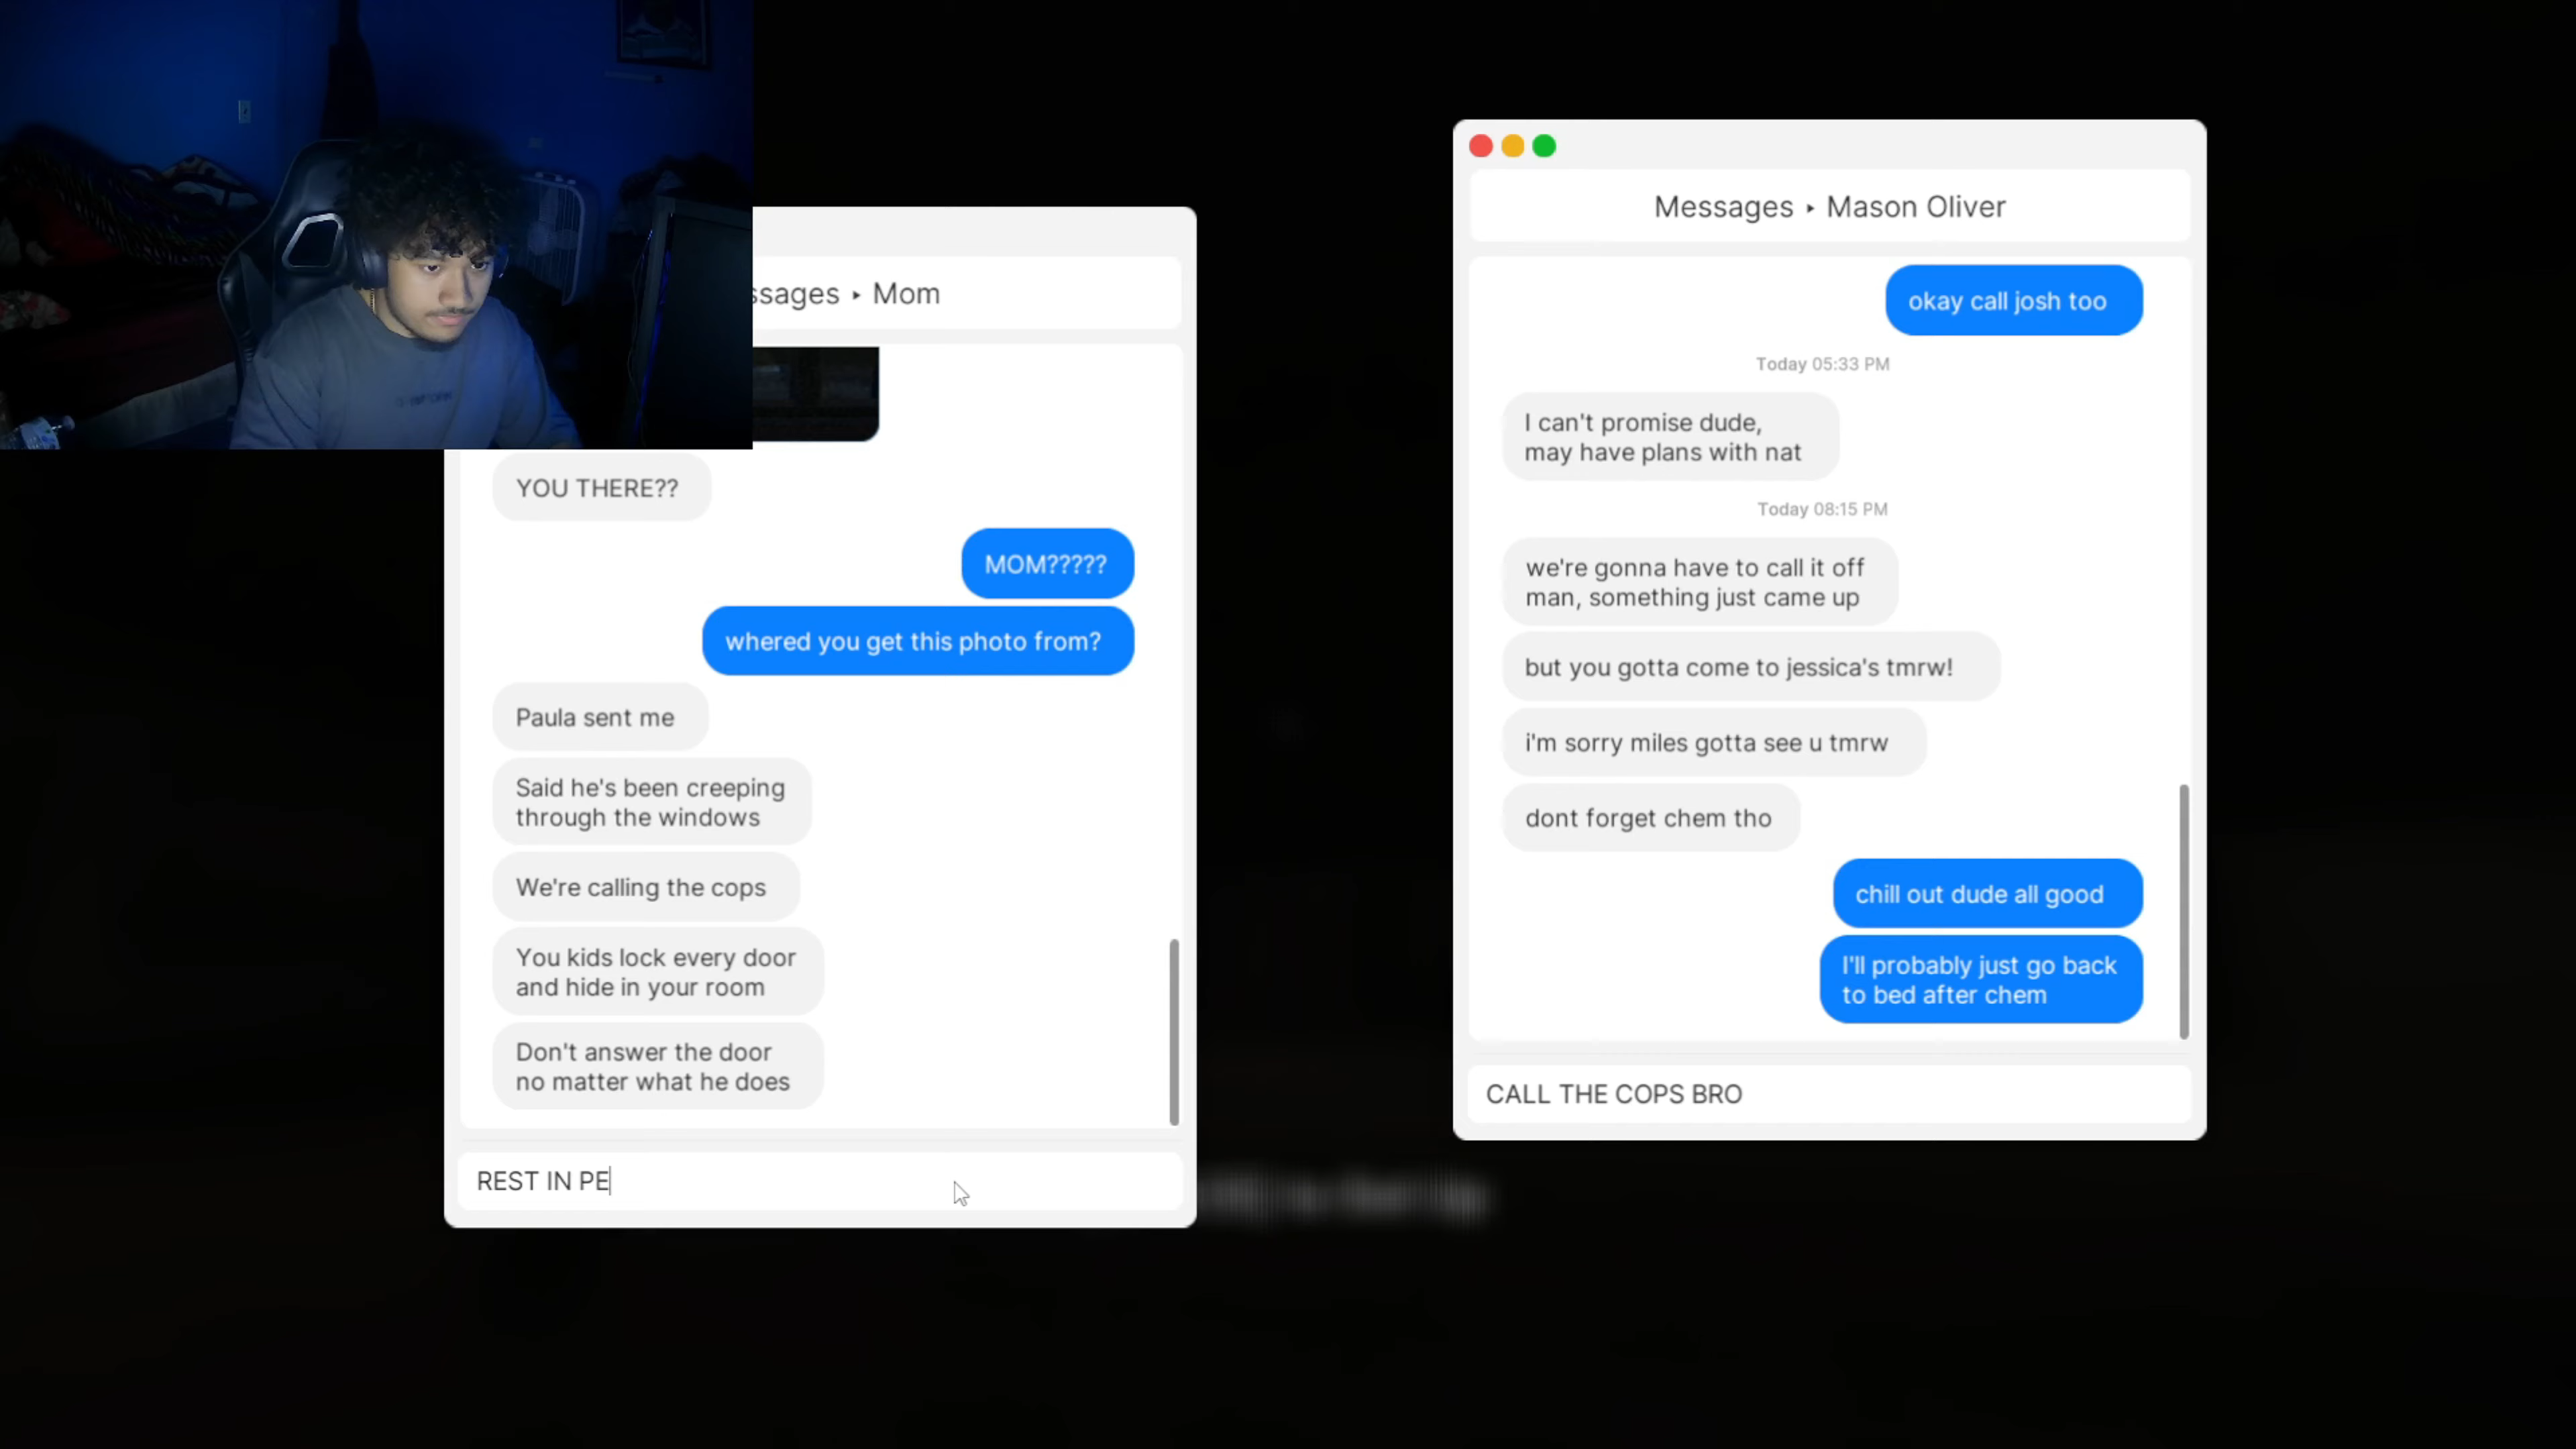 ssages ‣ Mom
YOU THERE??
MOM?????
whered you get this photo from?
Paula sent me
Said he's been creeping
through the windows
We're calling the cops
You kids lock every door
and hide in your room
Don't answer the door
no matter what he does
REST IN PE
Messages ‣ Mason Oliver
okay call josh too
Today 05:33 PM
I can't promise dude,
may have plans with nat
Today 08:15 PM
we're gonna have to call it off
man, something just came up
but you gotta come to jessica's tmrw!
i'm sorry miles gotta see u tmrw
dont forget chem tho
chill out dude all good
I'll probably just go back
to bed after chem
CALL THE COPS BRO